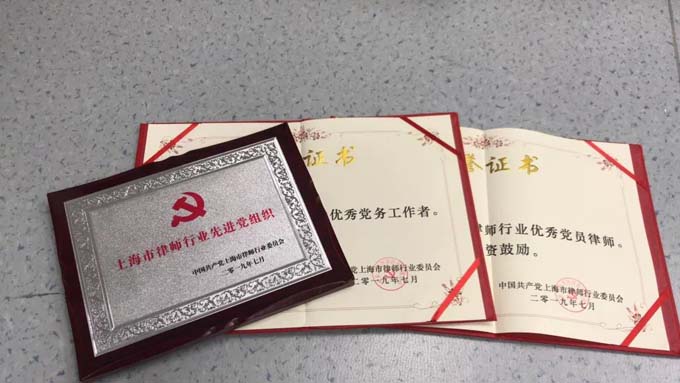 上海市律师行业先进党组织
中国共产党上海市律师行业委员会
二〇一九年七月
证书
优秀党务工作者。
中国共产党上海市律师行业委员会
二〇一九年七月
誉证书
律师行业优秀党员律师。
资鼓励。
中国共产党上海市律师行业委员会
二〇一九年七月